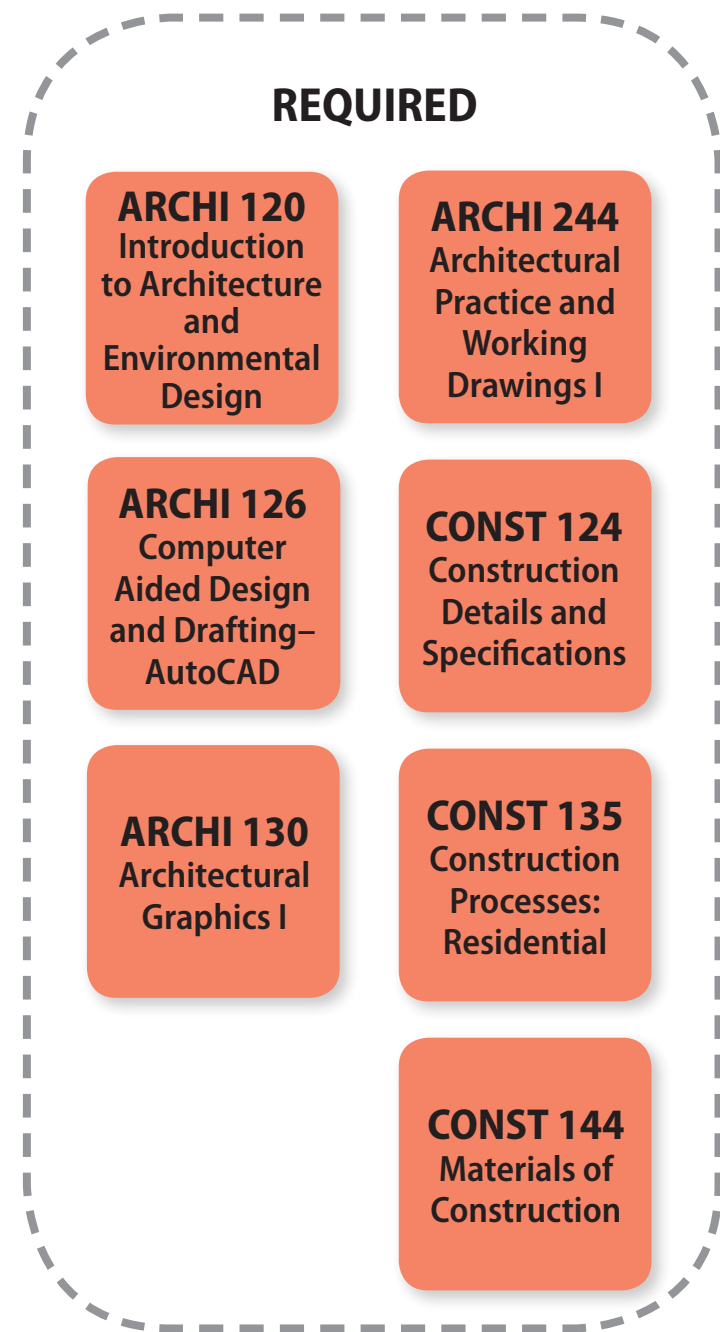 REQUIRED
ARCHI 120
Introduction
to Architecture
and
Environmental
Design
ARCHI 126
Computer
Aided Design
and Drafting–
AutoCAD
ARCHI 130
Architectural
Graphics I
ARCHI 244
Architectural
Practice and
Working
Drawings I
CONST 124
Construction
Details and
Specifications
CONST 135
Construction
Processes:
Residential
CONST 144
Materials of
Construction